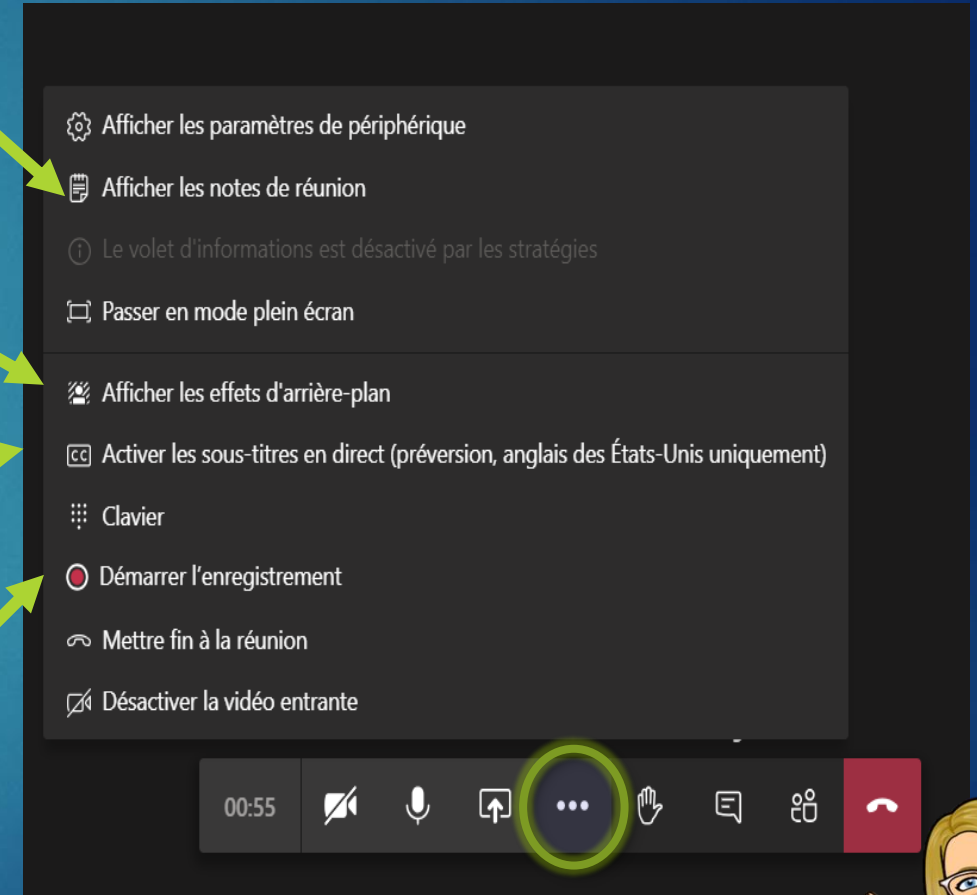 Afficher les paramètres de périphérique
Afficher les notes de réunion
Le volet d'informations est désactivé par les stratégies
Passer en mode plein écran
Afficher les effets d'arrière-plan
CC Activer les sous-titres en direct (préversion, anglais des États-Unis uniquement)
Clavier
Démarrer l'enregistrement
Mettre fin à la réunion
Désactiver la vidéo entrante
00:55